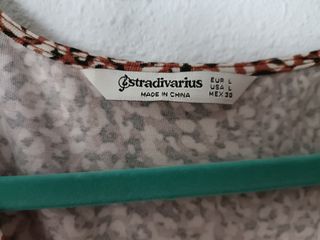 stradivarius
MADE IN CHINA
EUR L
USA L
MEX 30